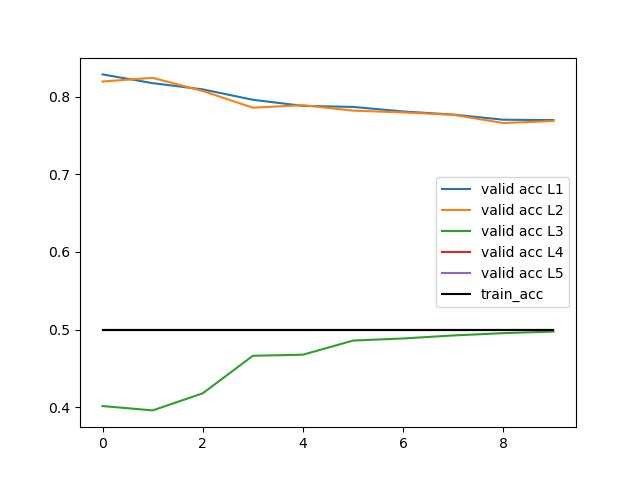 0.8
0.7
0.6
0.5
0.4
0 2 4 6 8
valid acc L1
valid acc L2
valid acc L3
valid acc L4
valid acc L5
train_acc